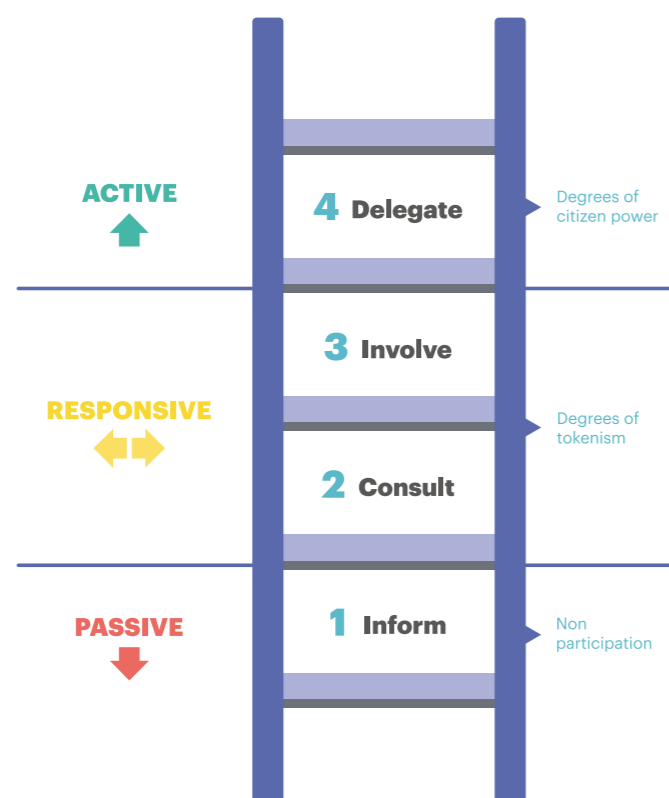 ACTIVE
4 Delegate
Degrees of
citizen power
3 Involve
RESPONSIVE
Degrees of
tokenism
2 Consult
PASSIVE
1 Inform
Non
participation